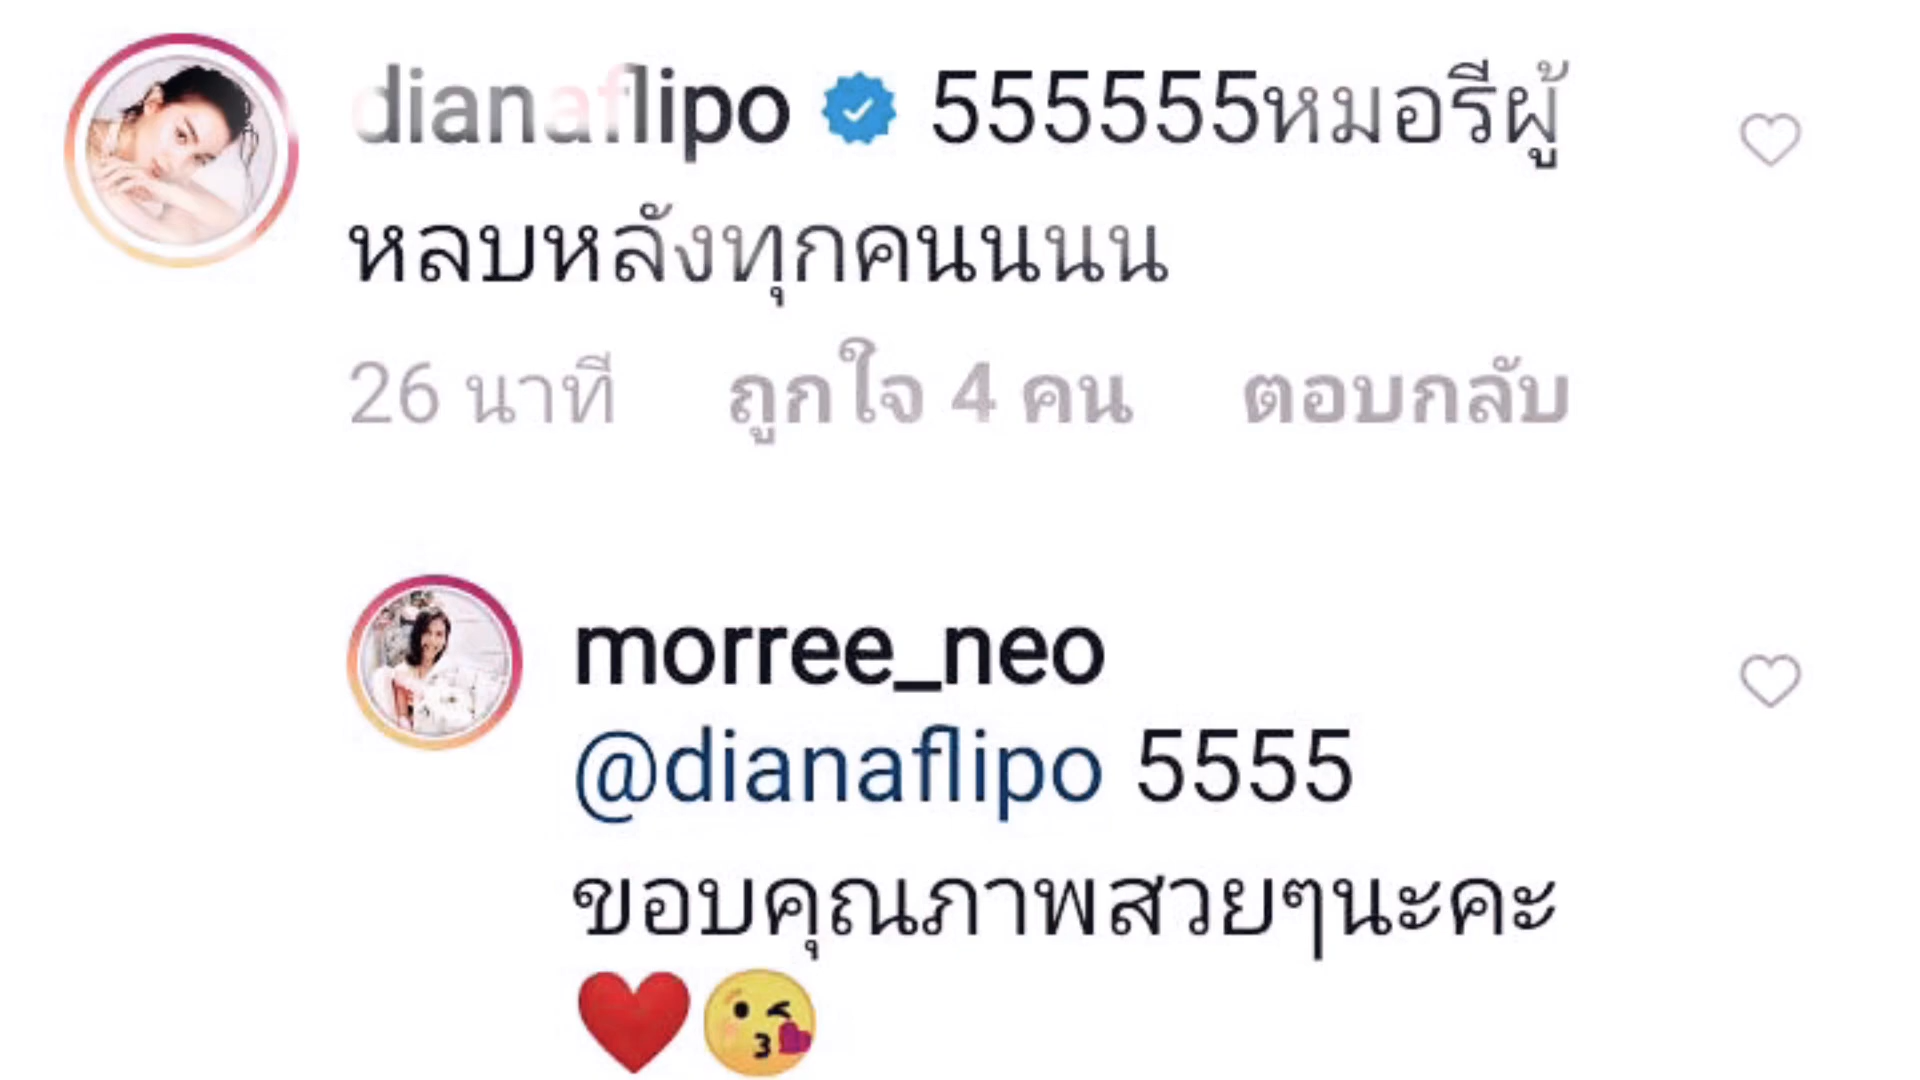 dianaflipo 555555หมอรีผู้
หลบหลังทุกคนนนน
26 นาที ถูกใจ 4 คน ตอบกลับ
morree_neo
@dianaflipo 5555
ขอบคุณภาพสวยๆนะคะ
❤️😘